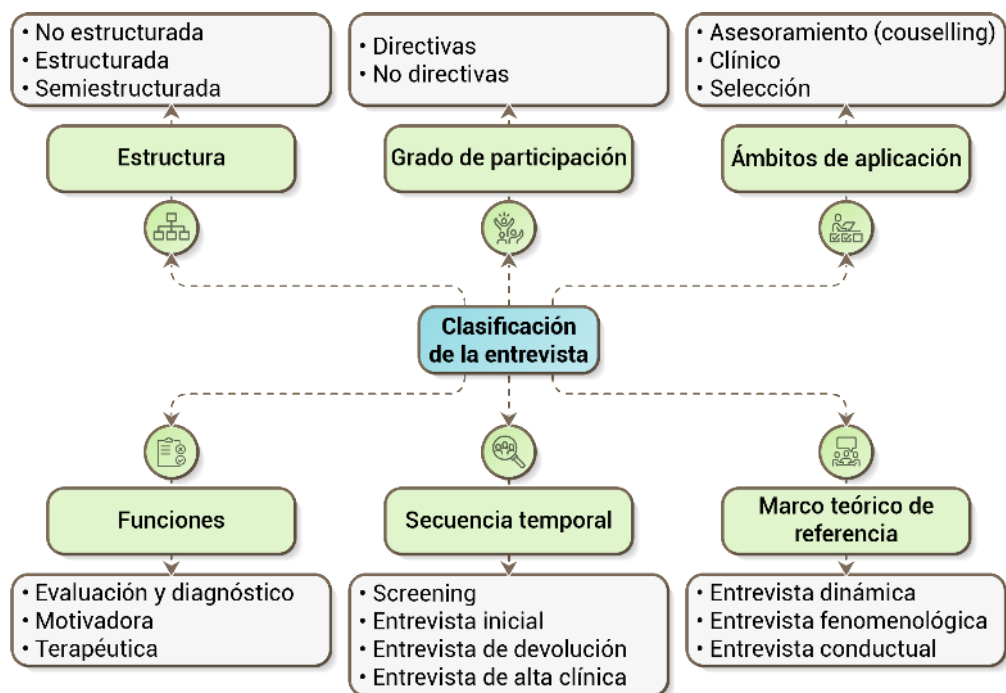 • No estructurada
• Estructurada
• Semiestructurada
• Directivas
• No directivas
• Asesoramiento (couselling)
• Clínico
• Selección
Estructura
Grado de participación
Ámbitos de aplicación
Clasificación
de la entrevista
Funciones
Secuencia temporal
Marco teórico de
referencia
• Evaluación y diagnóstico
• Motivadora
• Terapéutica
• Screening
• Entrevista inicial
• Entrevista de devolución
• Entrevista de alta clínica
• Entrevista dinámica
• Entrevista fenomenológica
• Entrevista conductual